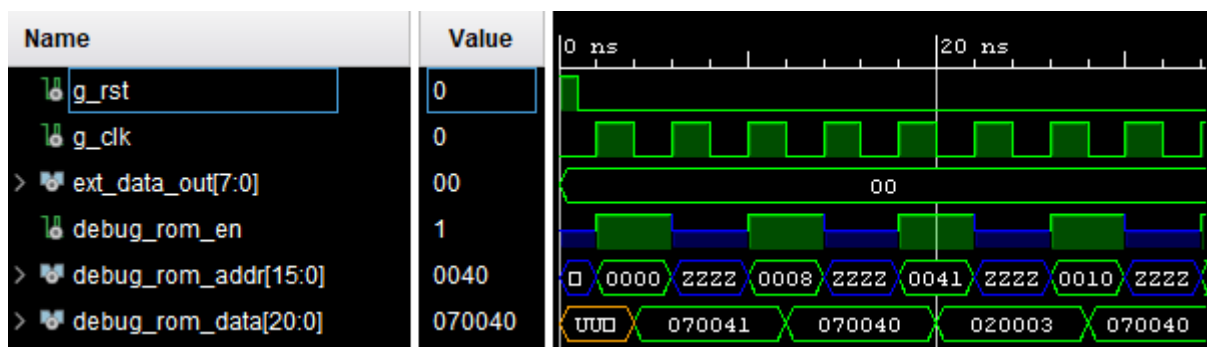 Name Value 0 ns 20 ns
g_rst 0
g_clk 0
ext_data_out[7:0] 00 00
debug_rom_en 1
debug_rom_addr[15:0] 0040 0000 ZZZZ 0008 ZZZZ 0041 ZZZZ 0010 ZZZZ
debug_rom_data[20:0] 070040 UU 070041 070040 020003 070040